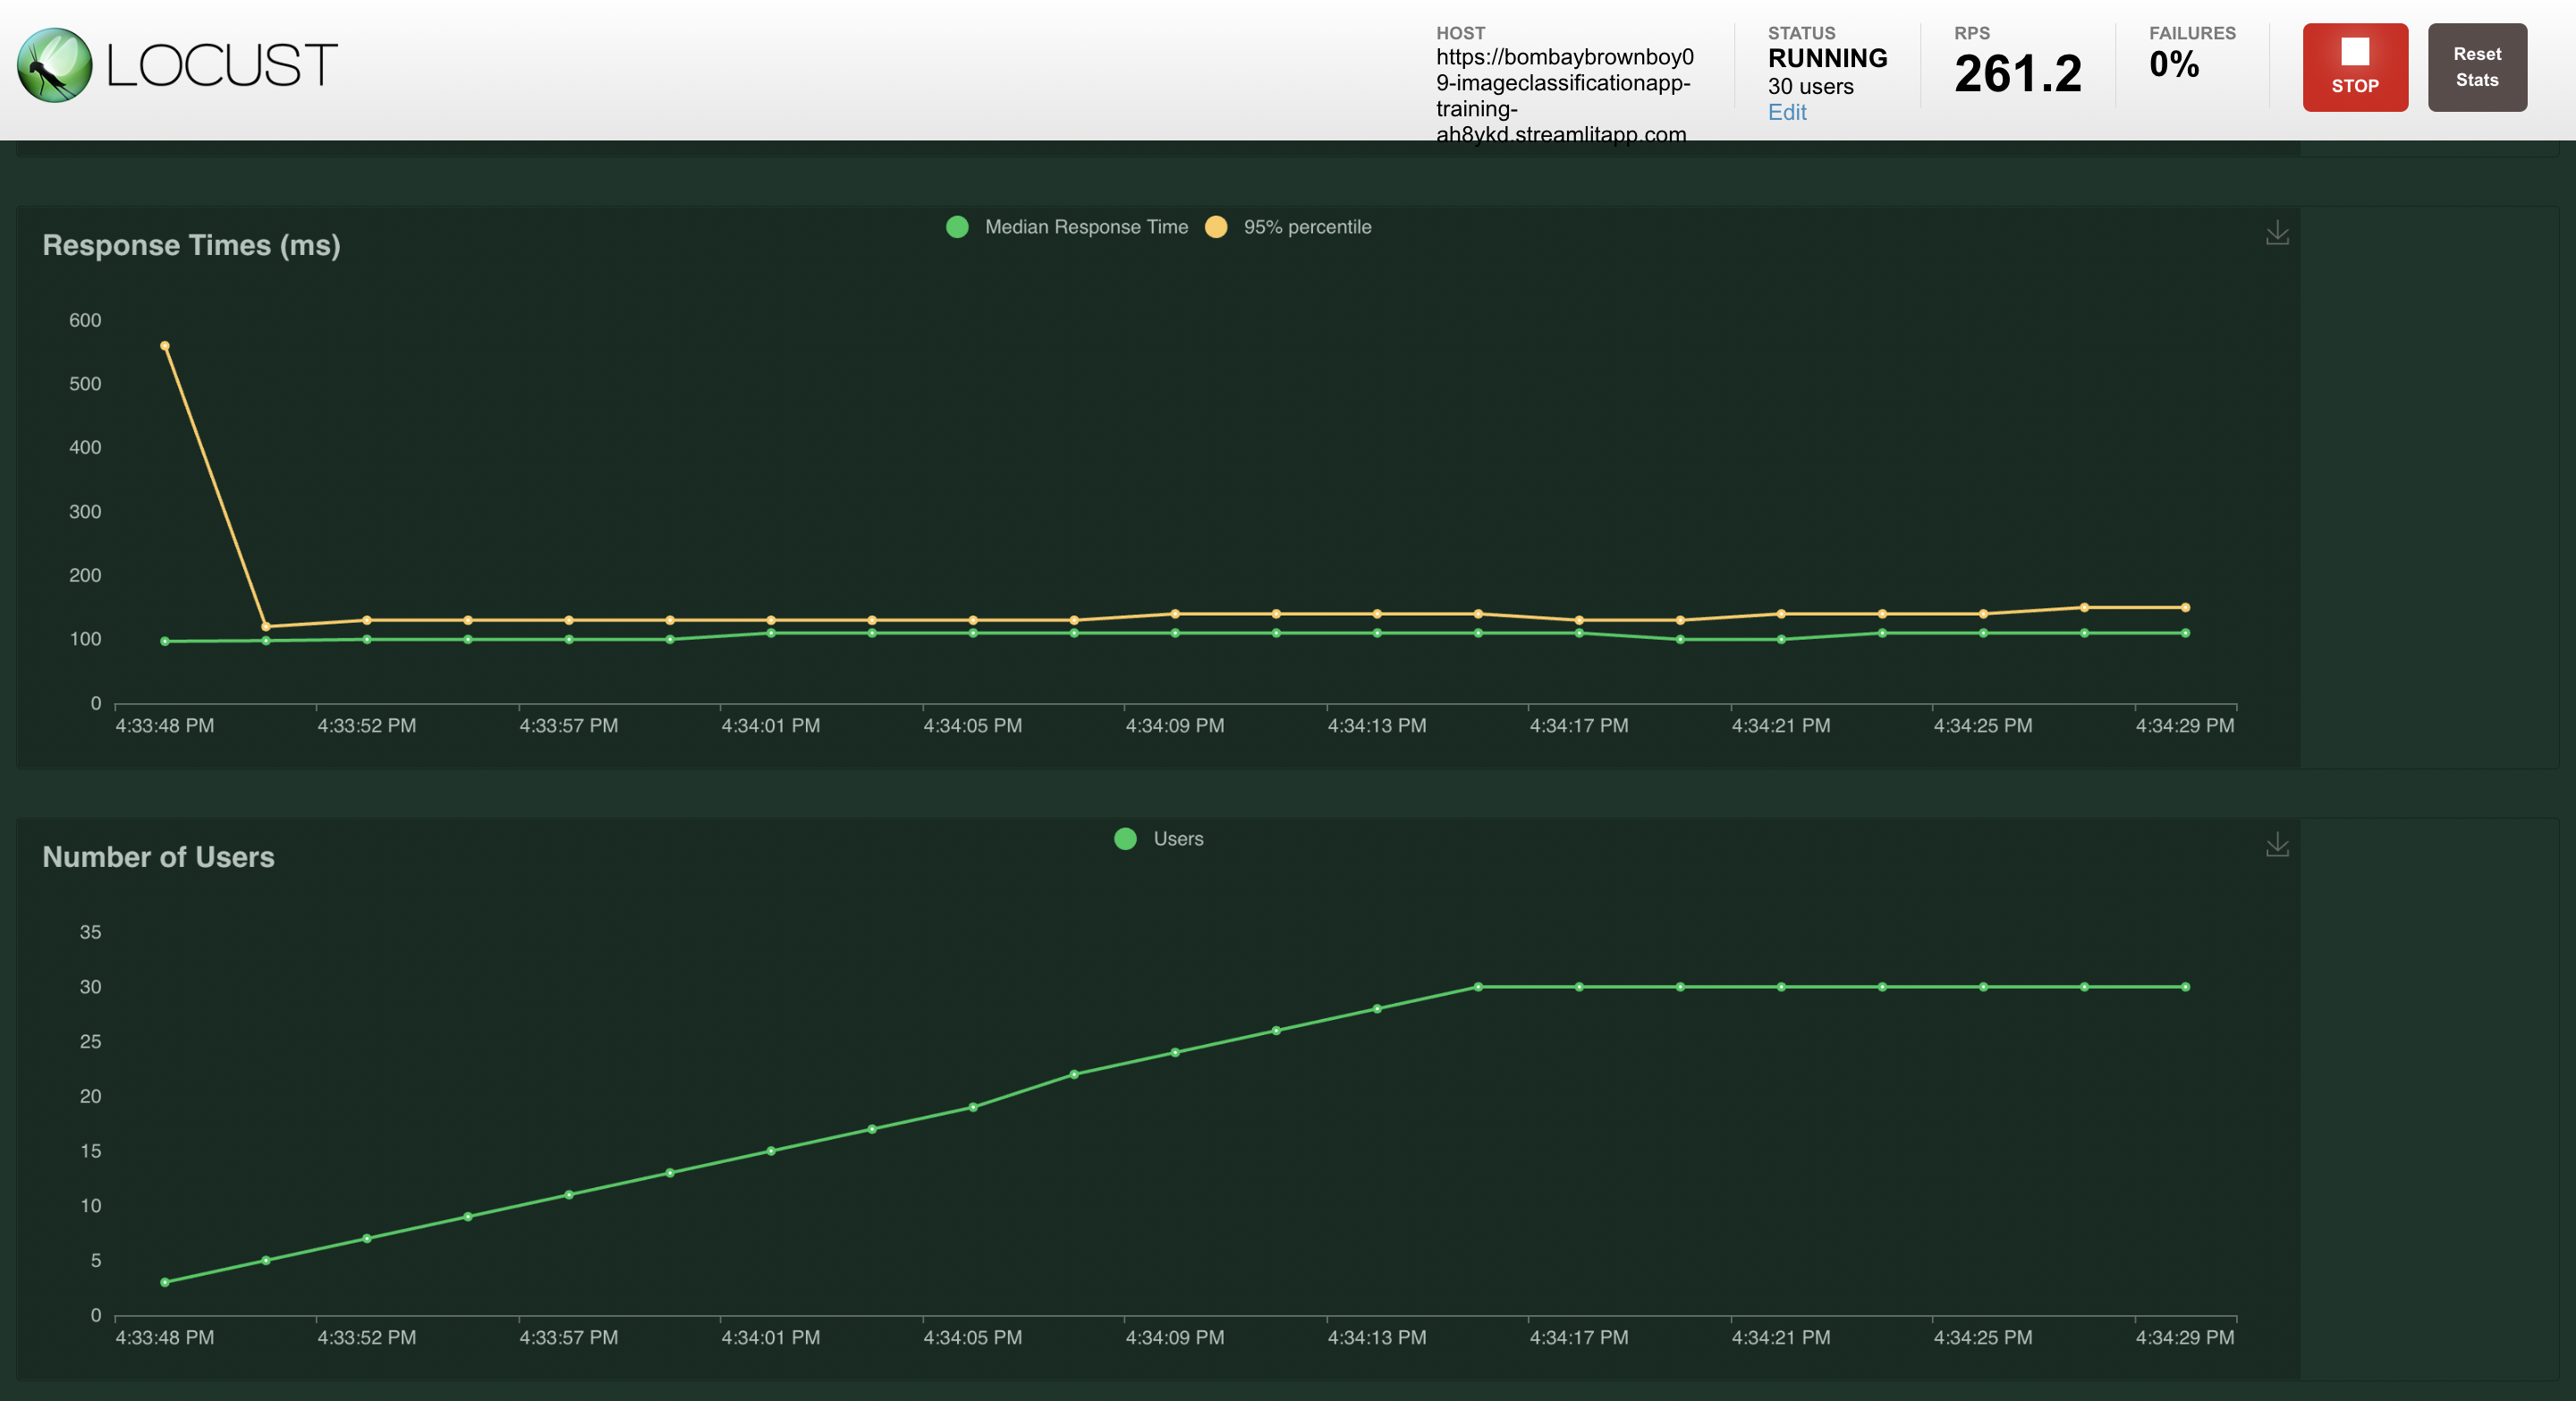 LOCUST
HOST
https://bombaybrownboy0
9-imageclassificationapp-
training-
ah8ykd.streamlitapp.com
STATUS
RUNNING
30 users
Edit
RPS
261.2
FAILURES
0%
STOP
Reset
Stats
Response Times (ms)
Median Response Time
95% percentile
600
500
400
300
200
100
0
4:33:48 PM
4:33:52 PM
4:33:57 PM
4:34:01 PM
4:34:05 PM
4:34:09 PM
4:34:13 PM
4:34:17 PM
4:34:21 PM
4:34:25 PM
4:34:29 PM
Number of Users
Users
35
30
25
20
15
10
5
0
4:33:48 PM
4:33:52 PM
4:33:57 PM
4:34:01 PM
4:34:05 PM
4:34:09 PM
4:34:13 PM
4:34:17 PM
4:34:21 PM
4:34:25 PM
4:34:29 PM